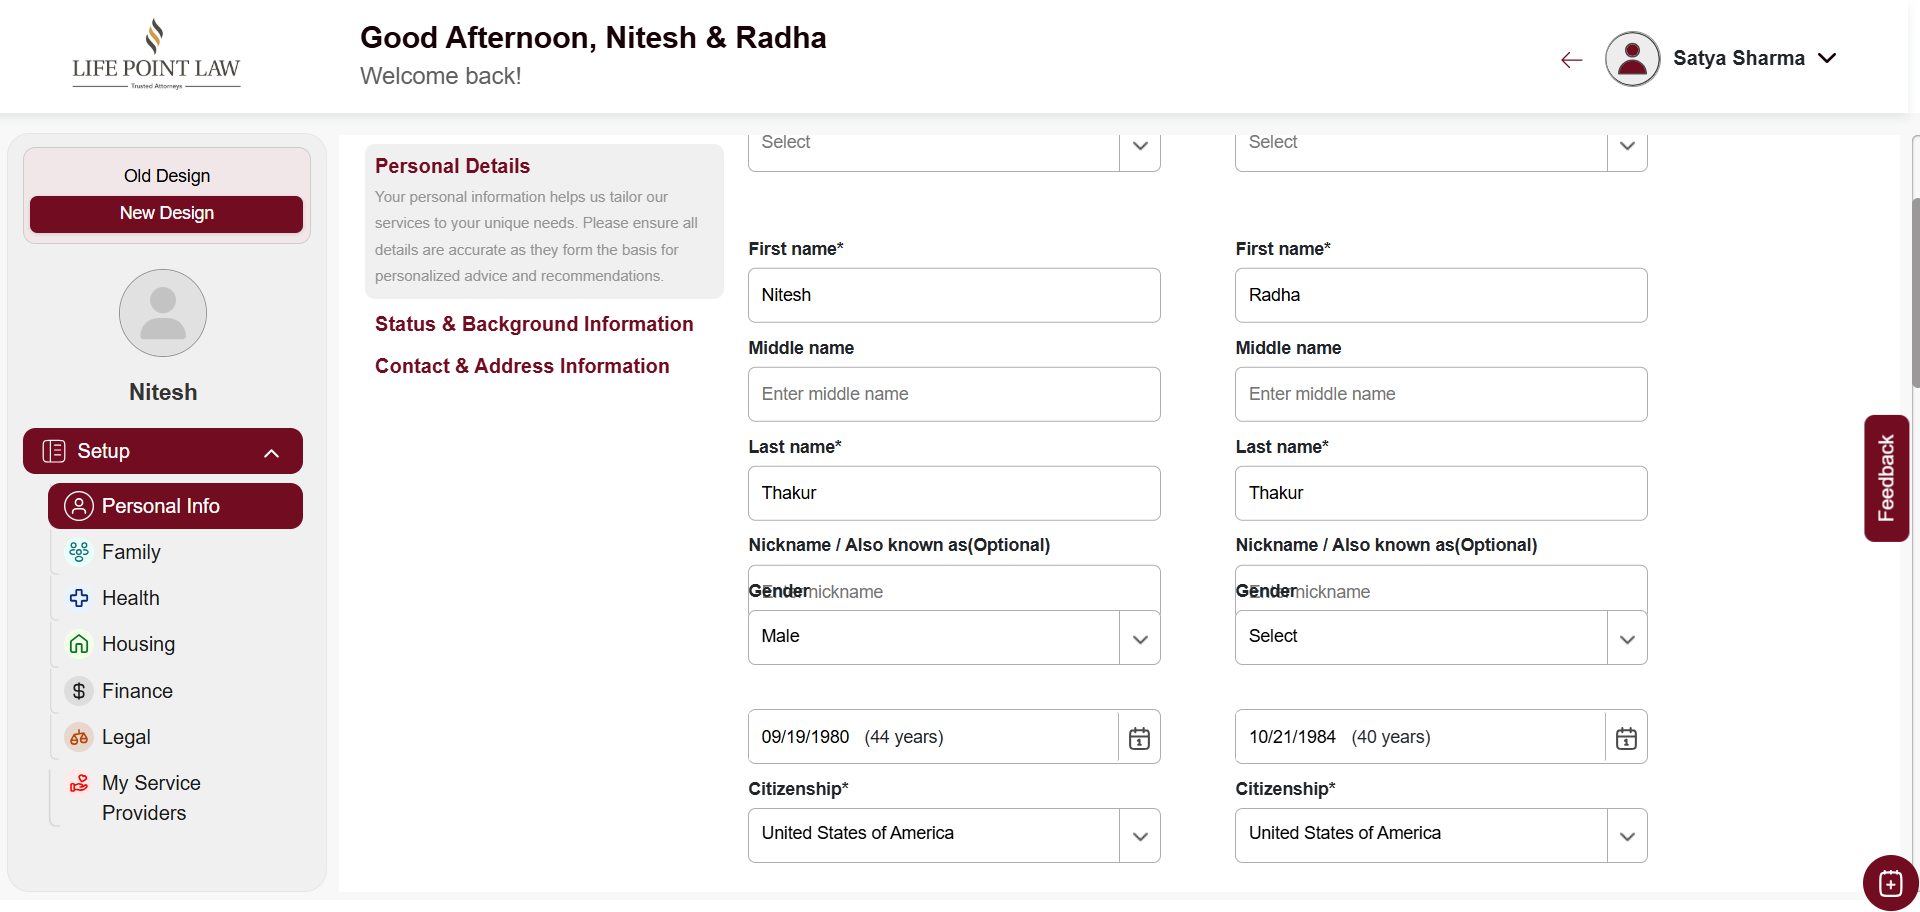 LIFE POINT LAW
Trusted Attorneys
Good Afternoon, Nitesh & Radha
Welcome back!
Satya Sharma
Old Design
New Design
Nitesh
Setup
Personal Info
Family
Health
Housing
Finance
Legal
My Service
Providers
Personal Details
Your personal information helps us tailor our
services to your unique needs. Please ensure all
details are accurate as they form the basis for
personalized advice and recommendations.
Status & Background Information
Contact & Address Information
Select
First name*
Nitesh
Middle name
Enter middle name
Last name*
Thakur
Nickname / Also known as(Optional)
Enter nickname
Gender
Male
09/19/1980 (44 years)
Citizenship*
United States of America
Select
First name*
Radha
Middle name
Enter middle name
Last name*
Thakur
Nickname / Also known as(Optional)
Enter nickname
Gender
Select
10/21/1984 (40 years)
Citizenship*
United States of America
Feedback